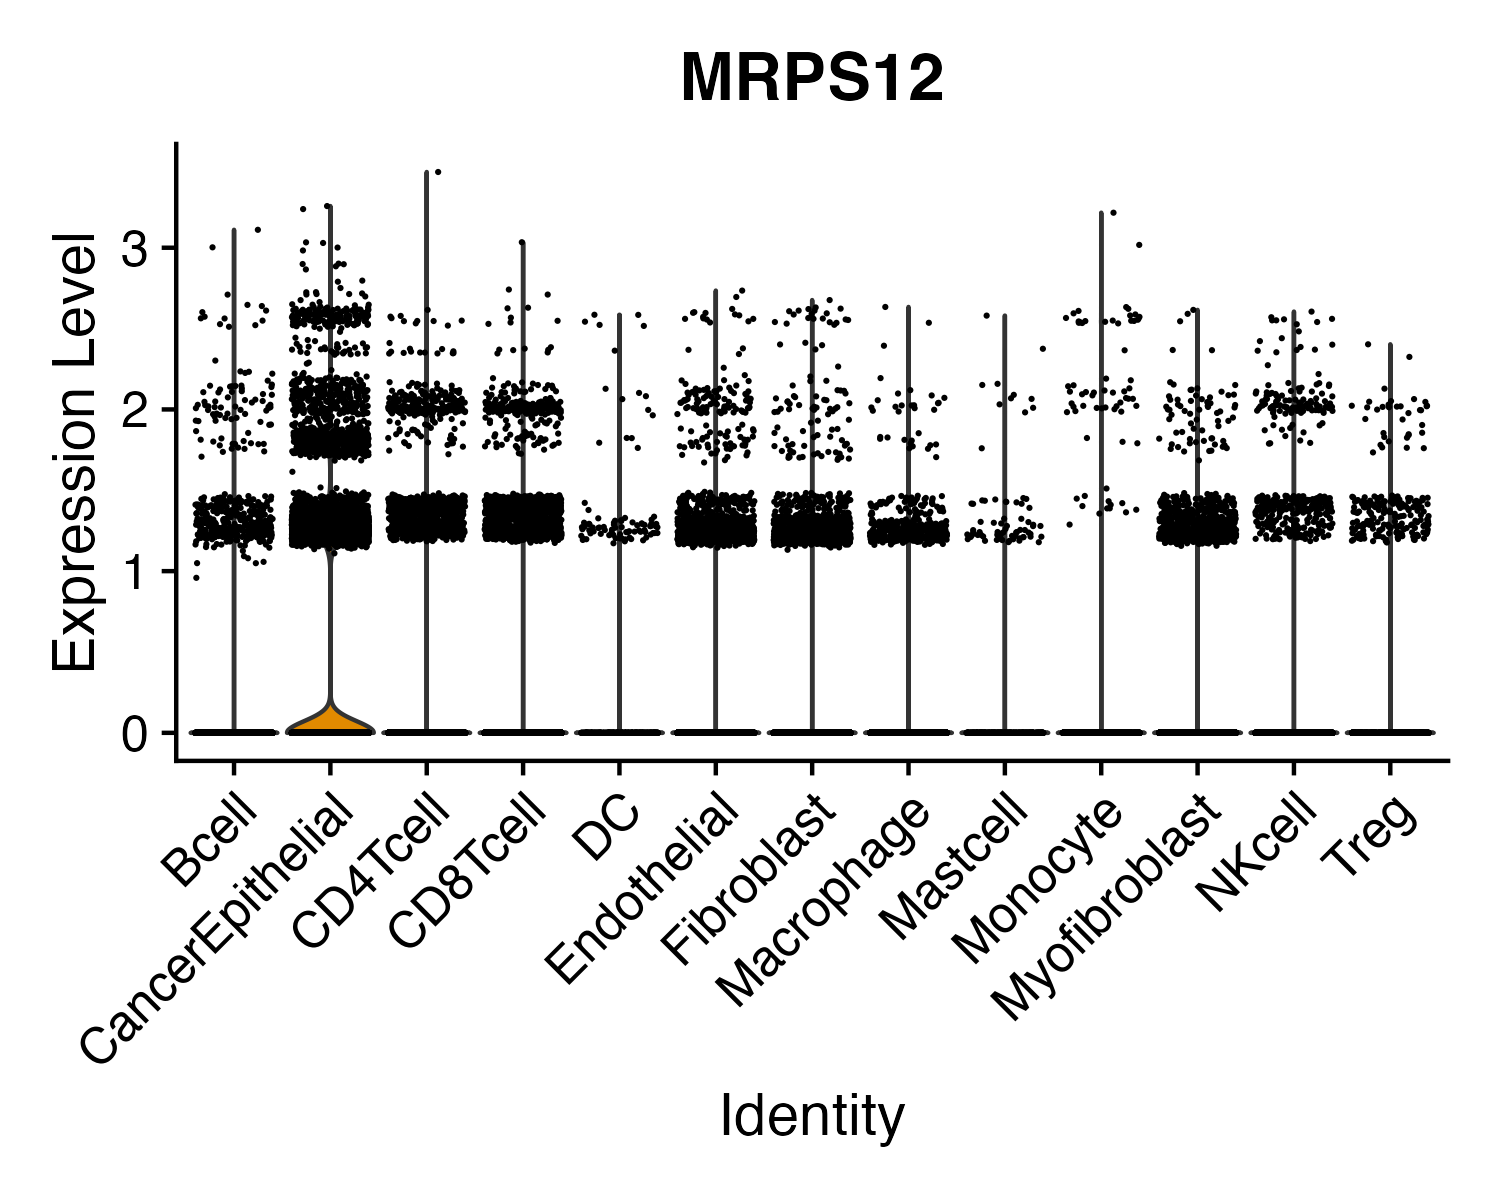 MRPS12
Expression Level
3
2
1
0
Bcell
CancerEpithelial
CD4Tcell
CD8Tcell
DC
Endothelial
Fibroblast
Macrophage
Mastcell
Monocyte
Myofibroblast
NKcell
Treg
Identity